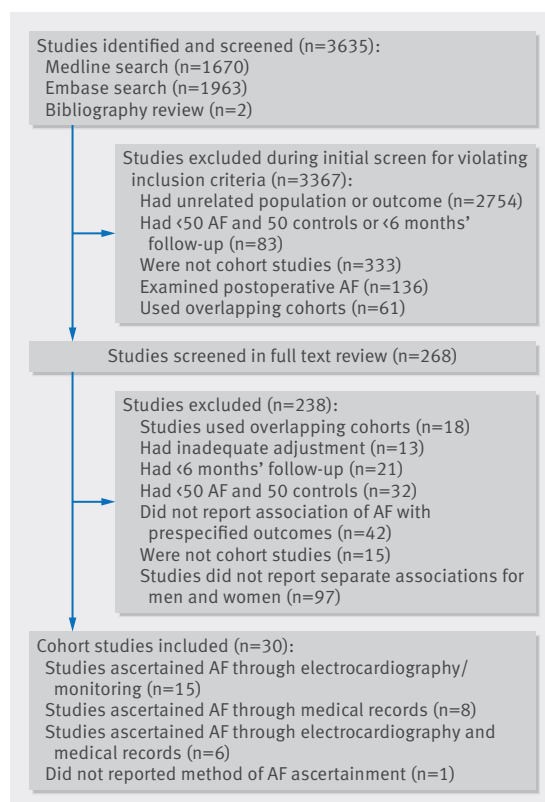 Studies identified and screened (n=3635):
Medline search (n=1670)
Embase search (n=1963)
Bibliography review (n=2)
Studies excluded during initial screen for violating
inclusion criteria (n=3367):
Had unrelated population or outcome (n=2754)
Had <50 AF and 50 controls or <6 months'
follow-up (n=83)
Were not cohort studies (n=333)
Examined postoperative AF (n=136)
Used overlapping cohorts (n=61)
Studies screened in full text review (n=268)
Studies excluded (n=238):
Studies used overlapping cohorts (n=18)
Had inadequate adjustment (n=13)
Had <6 months' follow-up (n=21)
Had <50 AF and 50 controls (n=32)
Did not report association of AF with
prespecified outcomes (n=42)
Were not cohort studies (n=15)
Studies did not report separate associations for
men and women (n=97)
Cohort studies included (n=30):
Studies ascertained AF through electrocardiography/
monitoring (n=15)
Studies ascertained AF through medical records (n=8)
Studies ascertained AF through electrocardiography and
medical records (n=6)
Did not reported method of AF ascertainment (n=1)